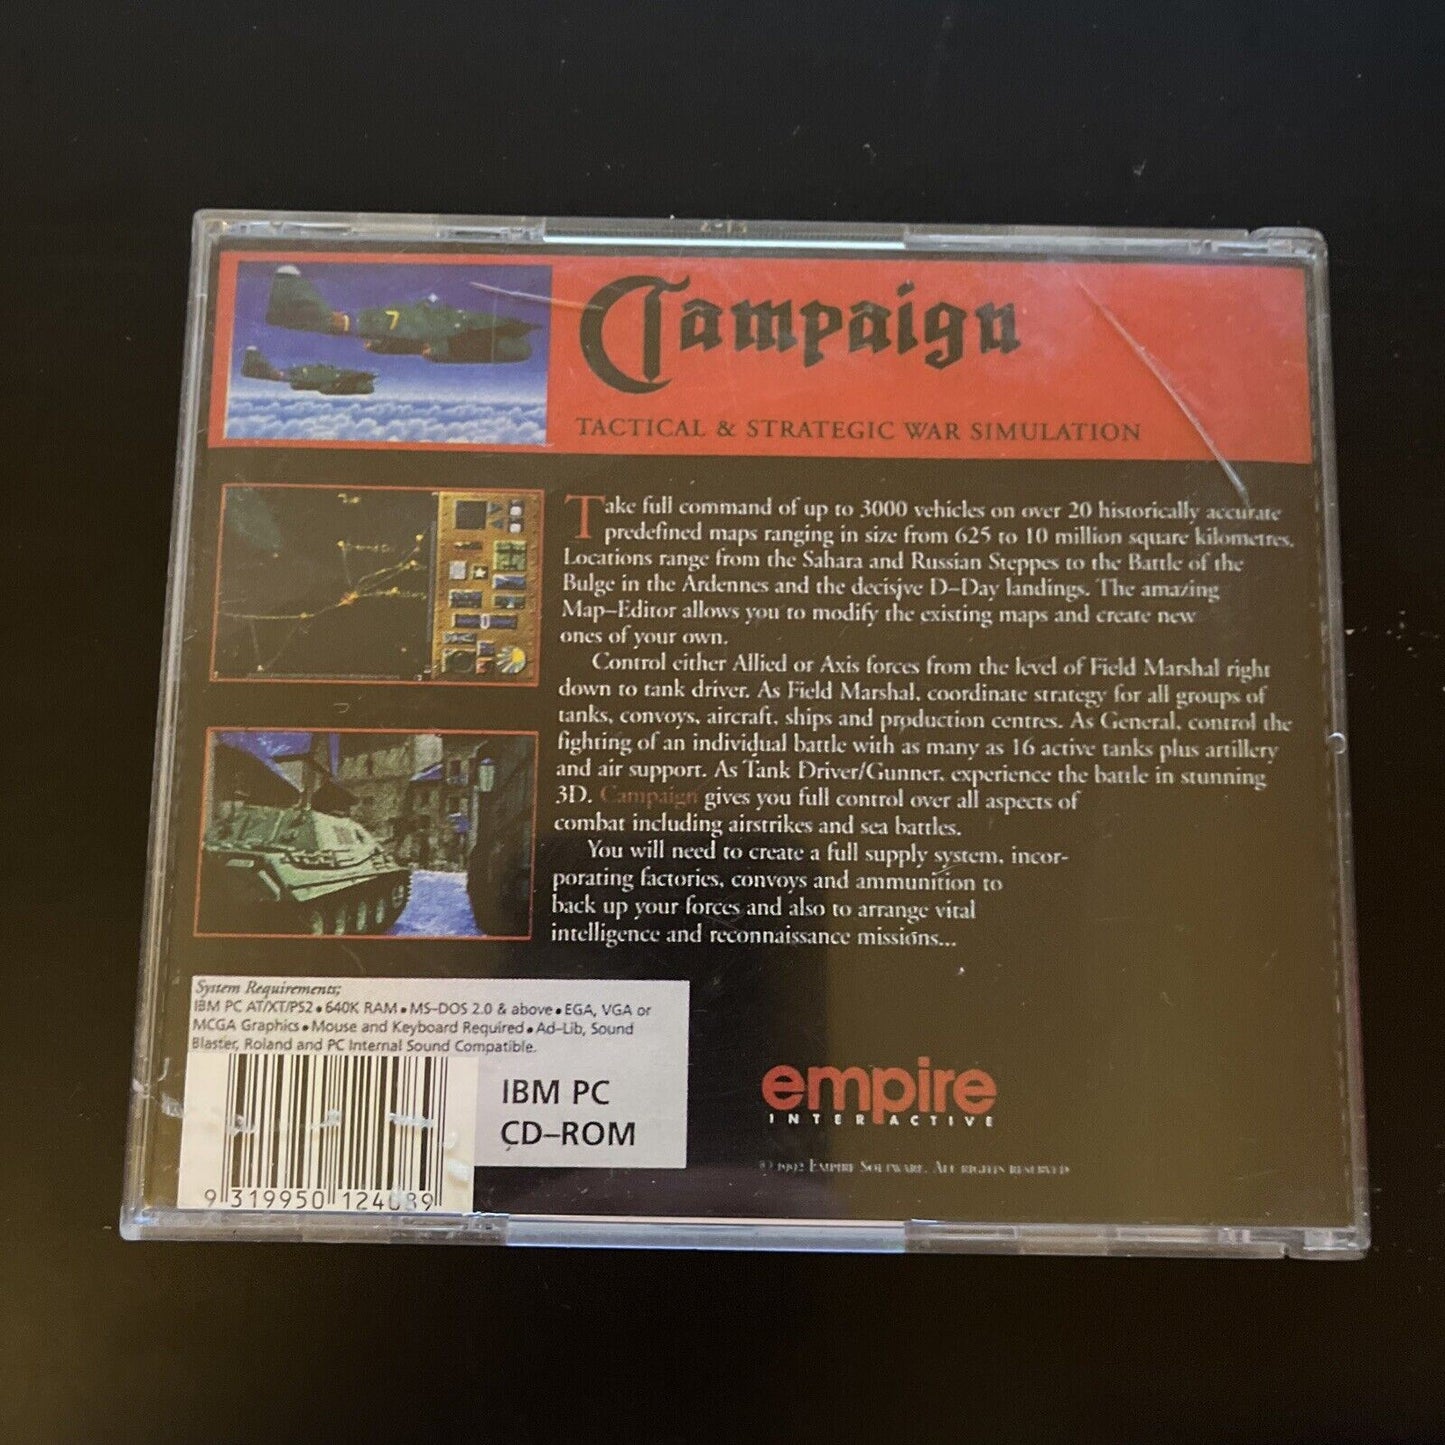 Campaign
TACTICAL & STRATEGIC WAR SIMULATION
7
Take full command of up to 3000 vehicles on over 20 historically accurate
predefined maps ranging in size from 625 to 10 million square kilometres.
Locations range from the Sahara and Russian Steppes to the Battle of the
Bulge in the Ardennes and the decisive D–Day landings. The amazing
Map–Editor allows you to modify the existing maps and create new
ones of your own.
Control either Allied or Axis forces from the level of Field Marshal right
down to tank driver. As Field Marshal, coordinate strategy for all groups of
tanks, convoys, aircraft, ships and production centres. As General, control the
fighting of an individual battle with as many as 16 active tanks plus artillery
and air support. As Tank Driver/Gunner, experience the battle in stunning
3D. Campaign gives you full control over all aspects of
combat including airstrikes and sea battles.
You will need to create a full supply system, incor-
porating factories, convoys and ammunition to
back up your forces and also to arrange vital
intelligence and reconnaissance missions...
System Requirements;
IBM PC AT/XT/PS2 • 640K RAM • MS–DOS 2.0 & above • EGA, VGA or
MCGA Graphics • Mouse and Keyboard Required • Ad–Lib, Sound
Blaster, Roland and PC Internal Sound Compatible.
IBM PC
CD–ROM
9 319950 124089
empire
INTERACTIVE
© 1992 EMPIRE SOFTWARE. ALL RIGHTS RESERVED